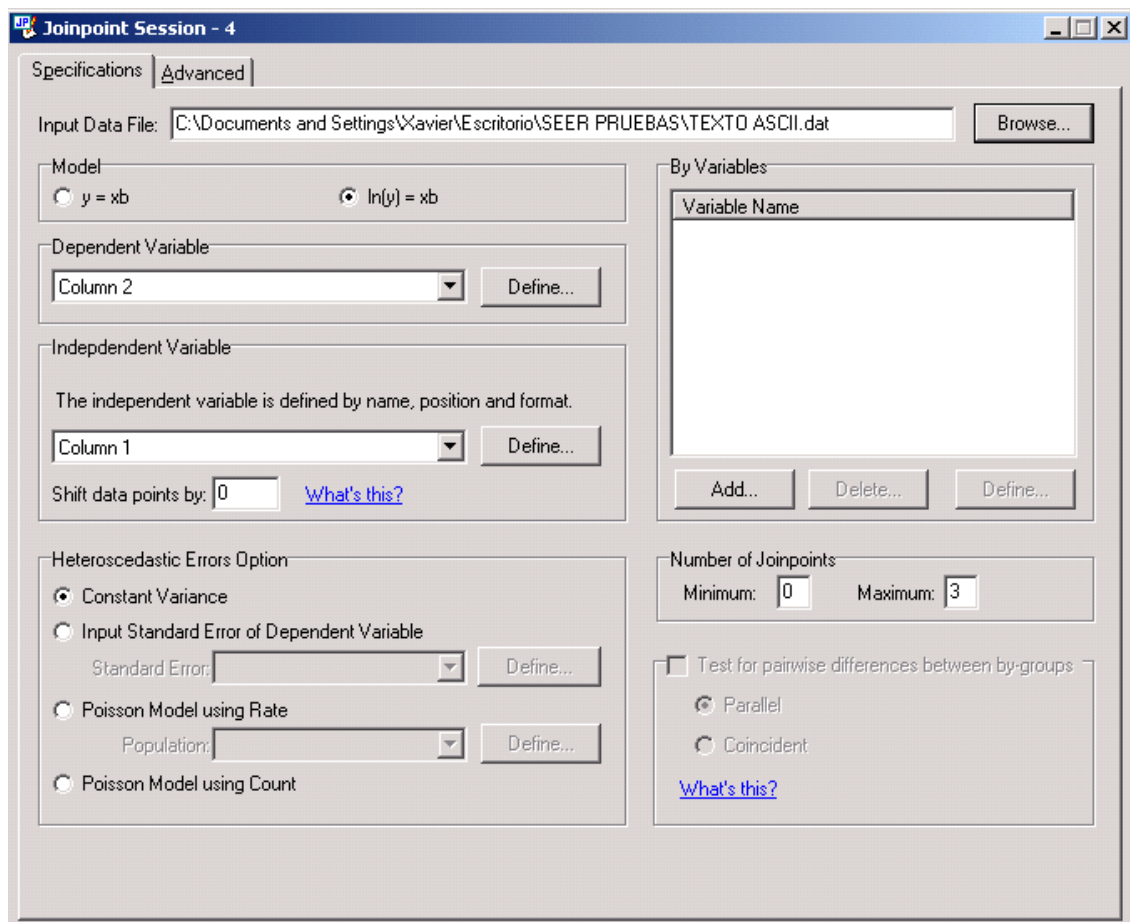 Joinpoint Session - 4
Specifications
Advanced
Input Data File:
C:\Documents and Settings\Xavier\Escritorio\SEER PRUEBAS\TEXTO ASCII.dat
Browse...
Model
y = xb
ln(y) = xb
Dependent Variable
Column 2
Define...
Indepdendent Variable
The independent variable is defined by name, position and format.
Column 1
Define...
Shift data points by: 0
What's this?
By Variables
Variable Name
Add...
Delete...
Define...
Heteroscedastic Errors Option
Constant Variance
Input Standard Error of Dependent Variable
Standard Error:
Define...
Poisson Model using Rate
Population:
Define...
Poisson Model using Count
Number of Joinpoints
Minimum: 0
Maximum: 3
Test for pairwise differences between by-groups
Parallel
Coincident
What's this?